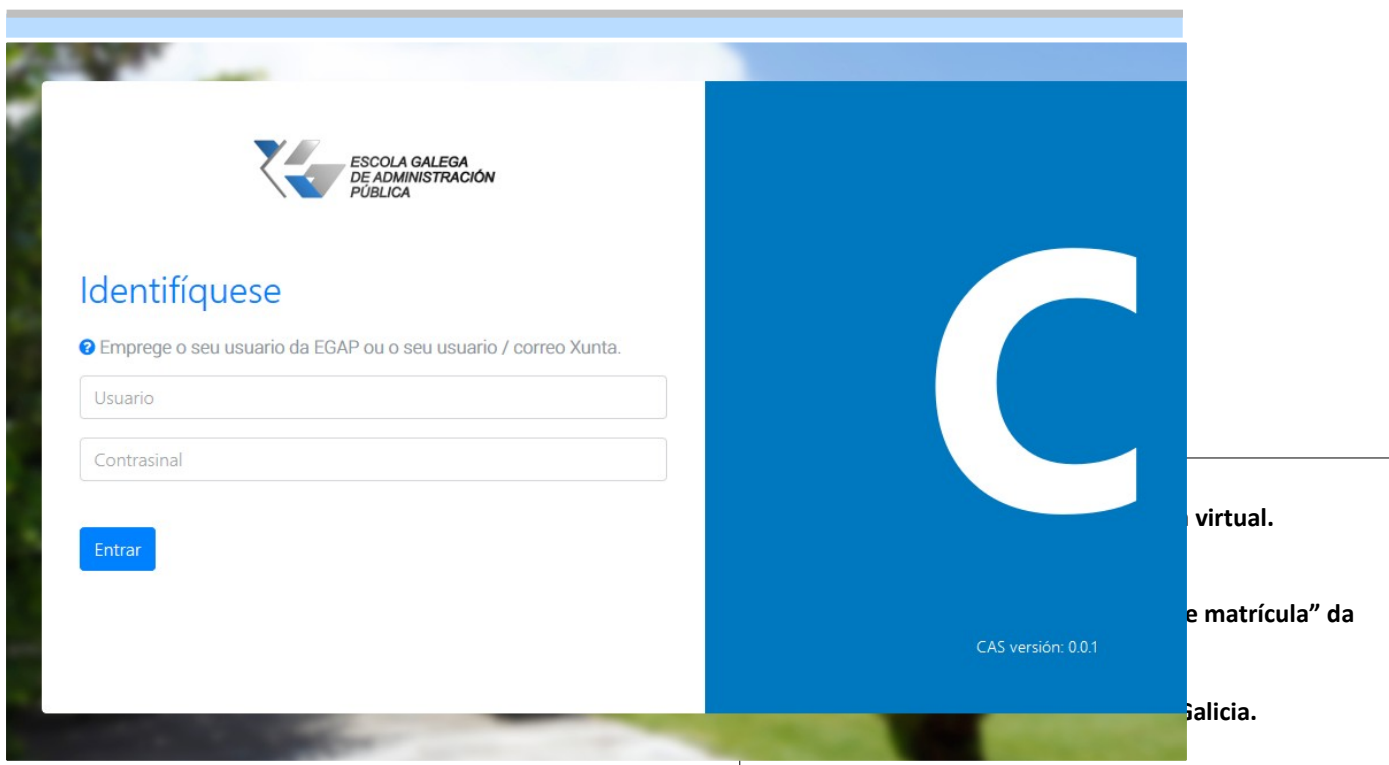 ESCOLA GALEGA
DE ADMINISTRACIÓN
PÚBLICA
Identifíquese
Emprege o seu usuario da EGAP ou o seu usuario / correo Xunta.
Usuario
Contrasinal
Entrar
C
CAS versión: 0.0.1
virtual.
e matrícula” da
Galicia.